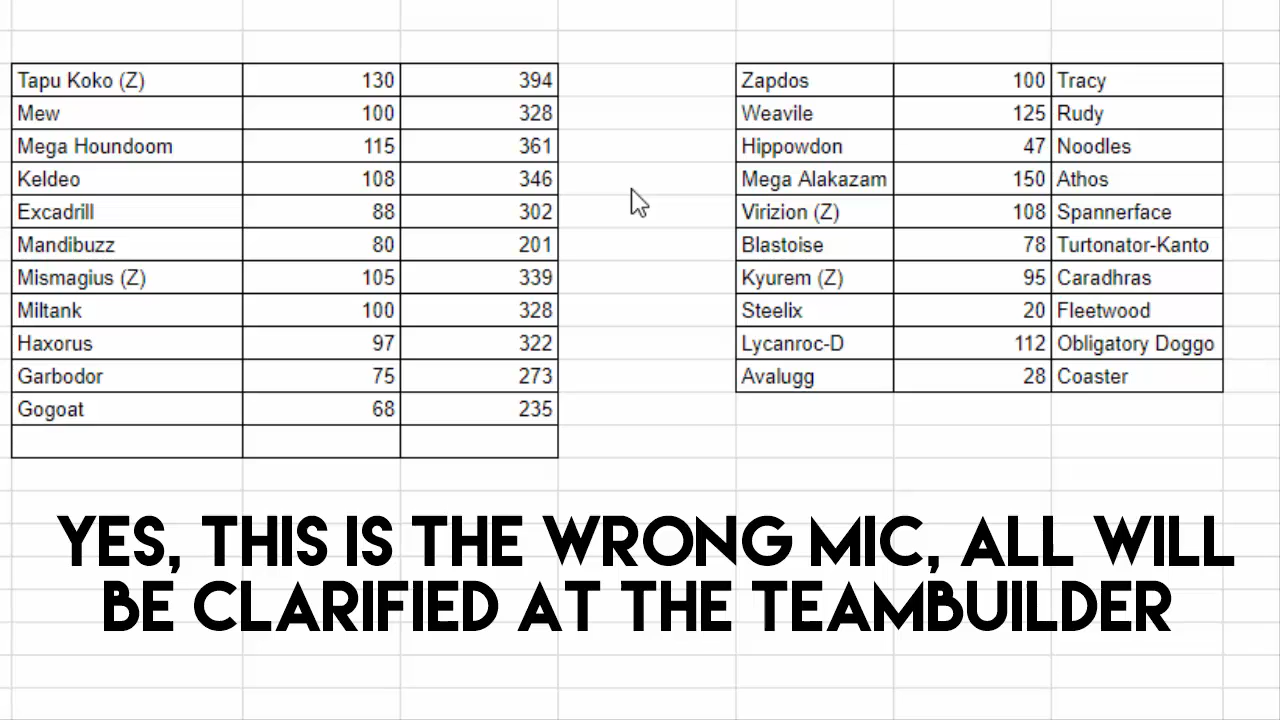 Tapu Koko (Z) 130 394
Mew 100 328
Mega Houndoom 115 361
Keldeo 108 346
Excadrill 88 302
Mandibuzz 80 201
Mismagius (Z) 105 339
Miltank 100 328
Haxorus 97 322
Garbodor 75 273
Gogoat 68 235
Zapdos 100 Tracy
Weavile 125 Rudy
Hippowdon 47 Noodles
Mega Alakazam 150 Athos
Virizion (Z) 108 Spannerface
Blastoise 78 Turtonator-Kanto
Kyurem (Z) 95 Caradhras
Steelix 20 Fleetwood
Lycanroc-D 112 Obligatory Doggo
Avalugg 28 Coaster
YES, THIS IS THE WRONG MIC, ALL WILL
BE CLARIFIED AT THE TEAMBUILDER